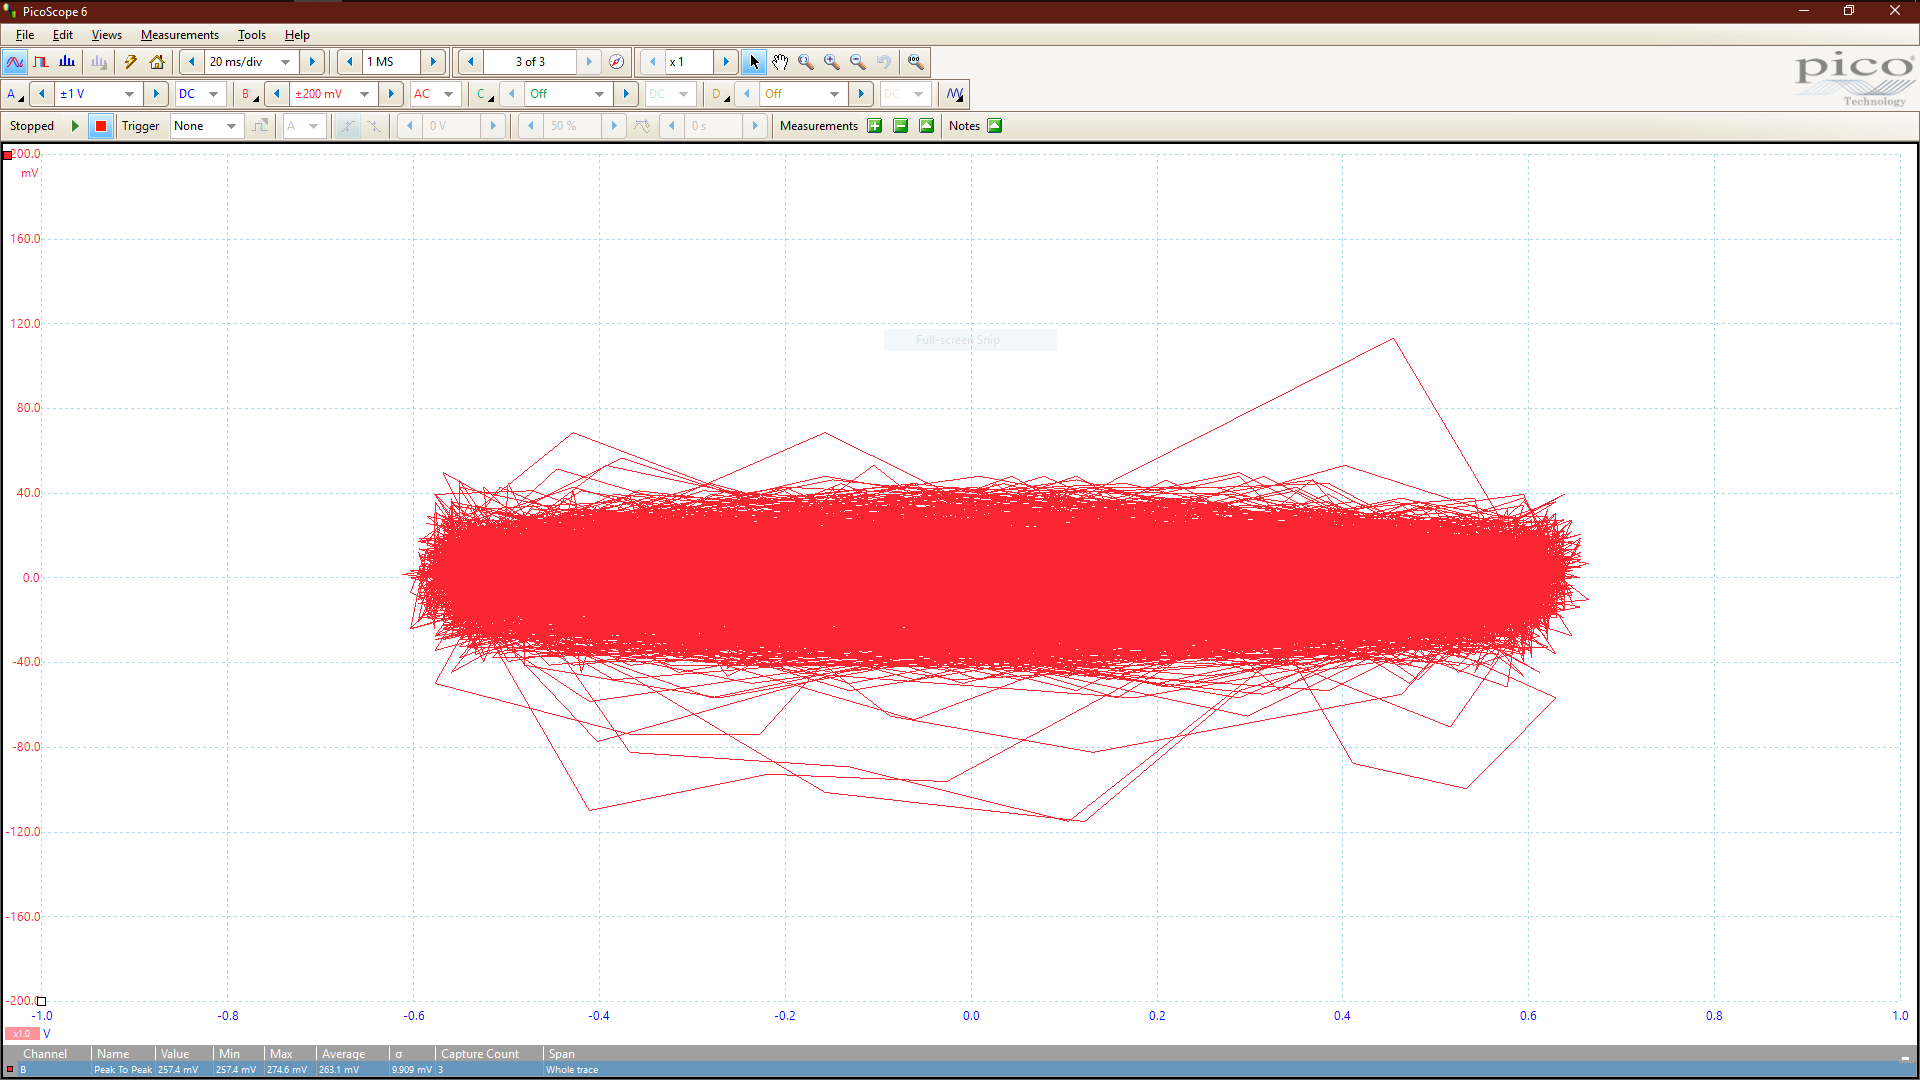 PicoScope 6
File Edit Views Measurements Tools Help
20 ms/div 1 MS 3 of 3 x 1
pico
Technology
A ±1 V DC B ±200 mV AC C Off DC D Off DC
Stopped Trigger None A 0 V 50 % 0 s Measurements Notes
200.0
mV
160.0
120.0
Full-screen Snip
80.0
40.0
0.0
-40.0
-80.0
-120.0
-160.0
-200.0
-1.0 -0.8 -0.6 -0.4 -0.2 0.0 0.2 0.4 0.6 0.8 1.0
x1.0 V
Channel Name Value Min Max Average σ Capture Count Span
B Peak To Peak 257.4 mV 257.4 mV 274.6 mV 263.1 mV 9.909 mV 3 Whole trace